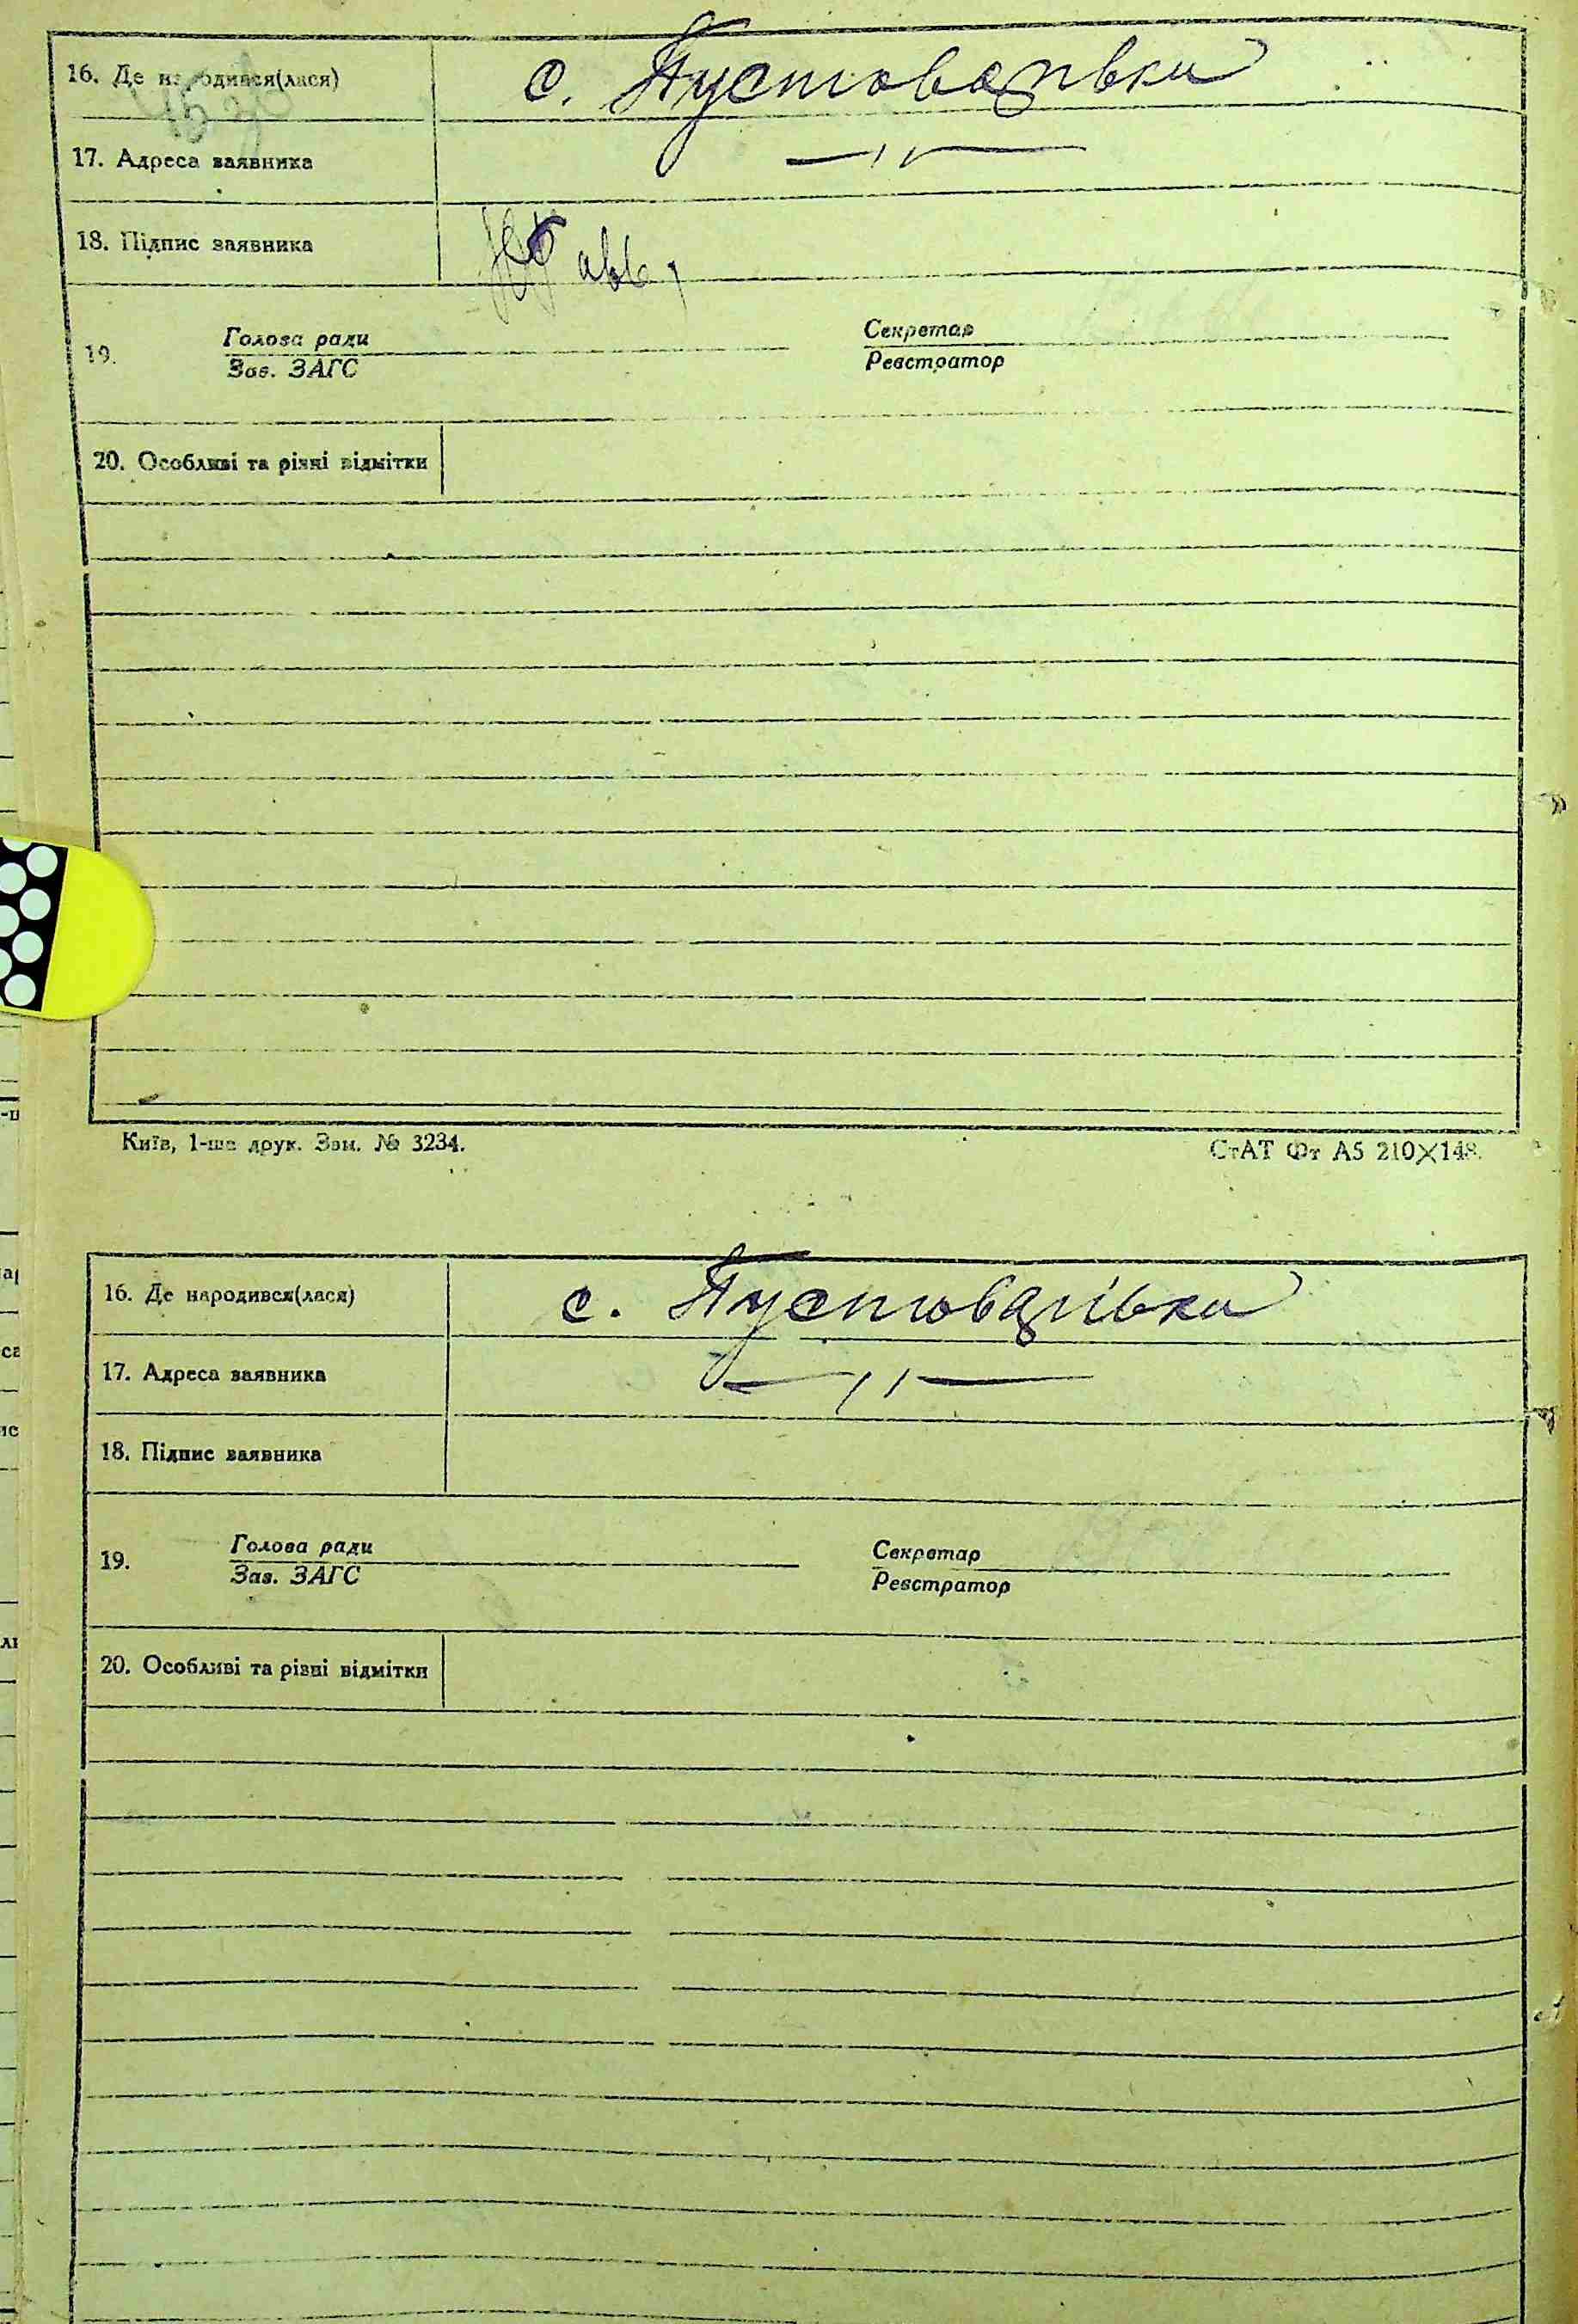 16. Де народився(лася) с. Пустоварівка
17. Адреса заявника — 〃 —
18. Підпис заявника
19. Голова ради Секретар
Зав. ЗАГС Реєстратор
20. Особливі та різні відмітки
Київ, 1-ша друк. Зам. № 3234. СтАТ Фт А5 210×148.
16. Де народився(лася) с. Пустоварівка
17. Адреса заявника — 〃 —
18. Підпис заявника
19. Голова ради Секретар
Зав. ЗАГС Реєстратор
20. Особливі та різні відмітки